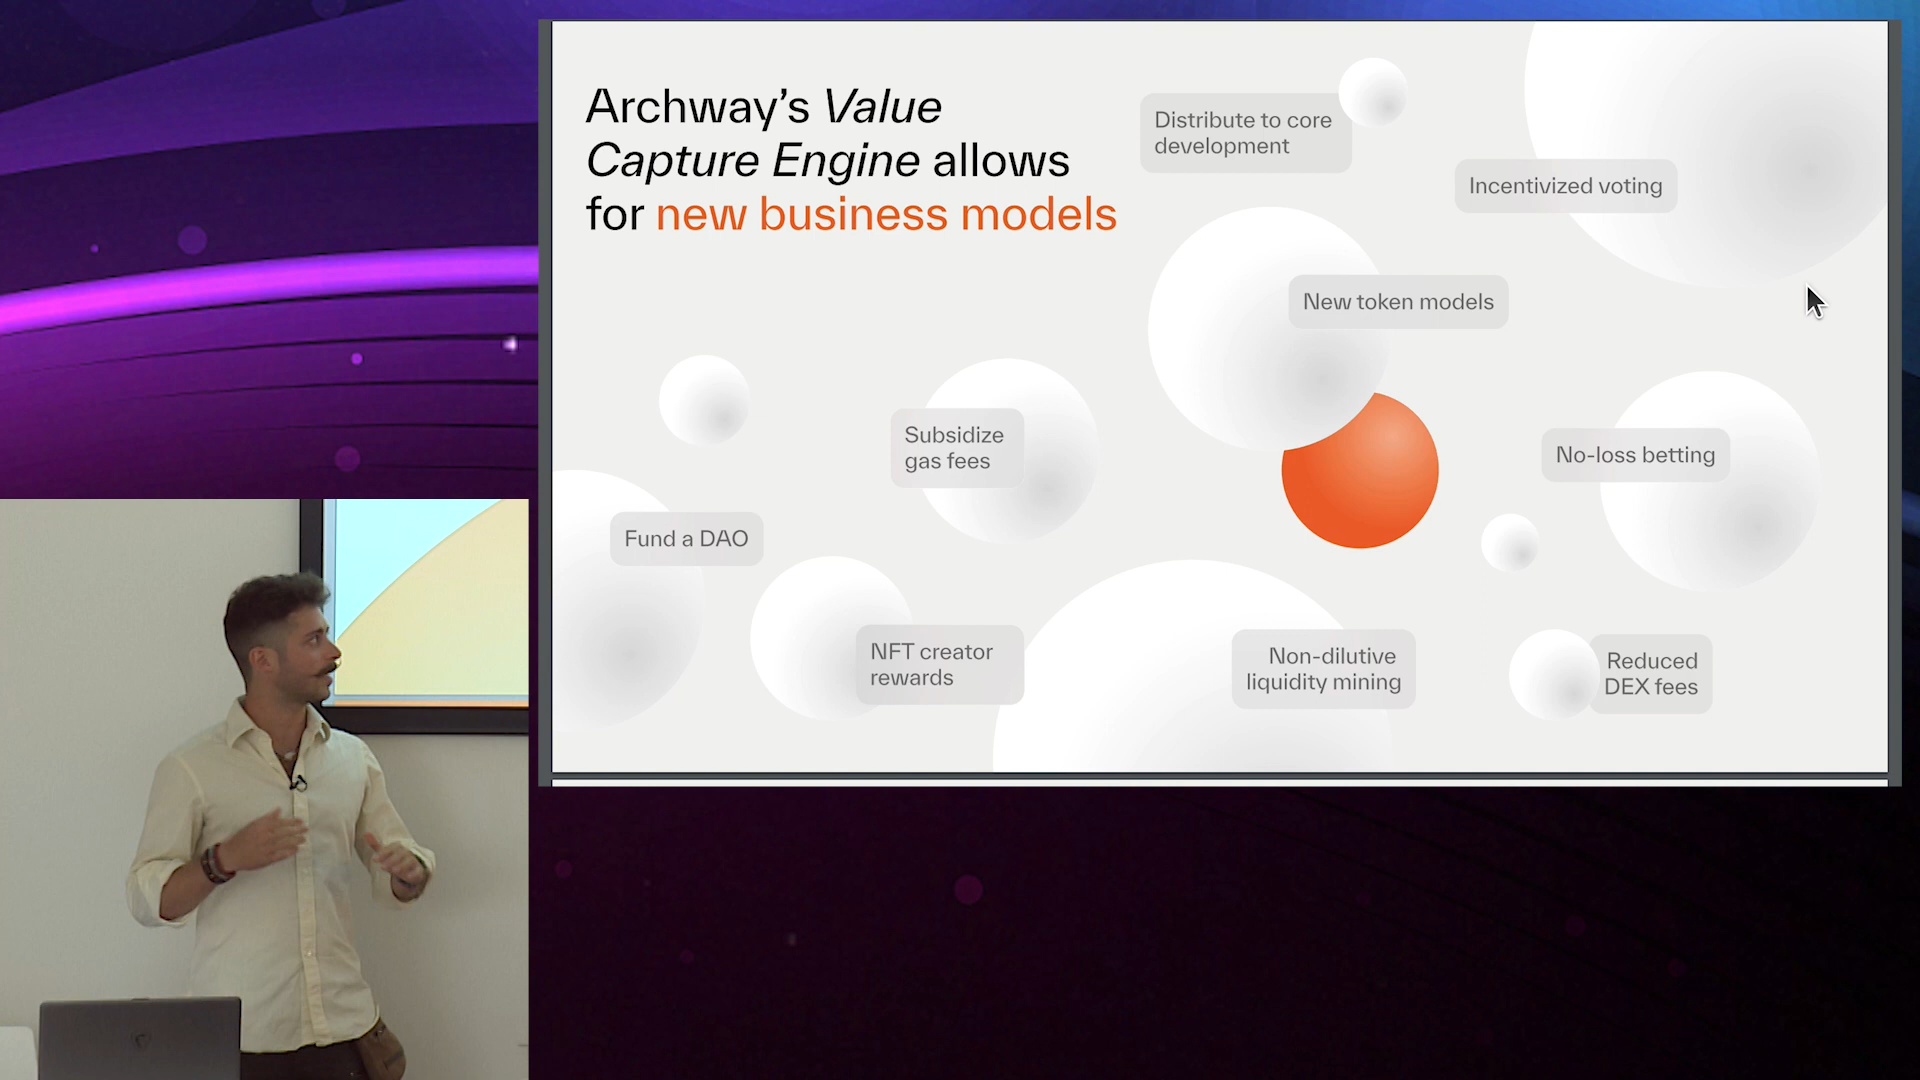 Archway's Value
Capture Engine allows
for new business models
Distribute to core
development
Incentivized voting
New token models
Subsidize
gas fees
No-loss betting
Fund a DAO
NFT creator
rewards
Non-dilutive
liquidity mining
Reduced
DEX fees